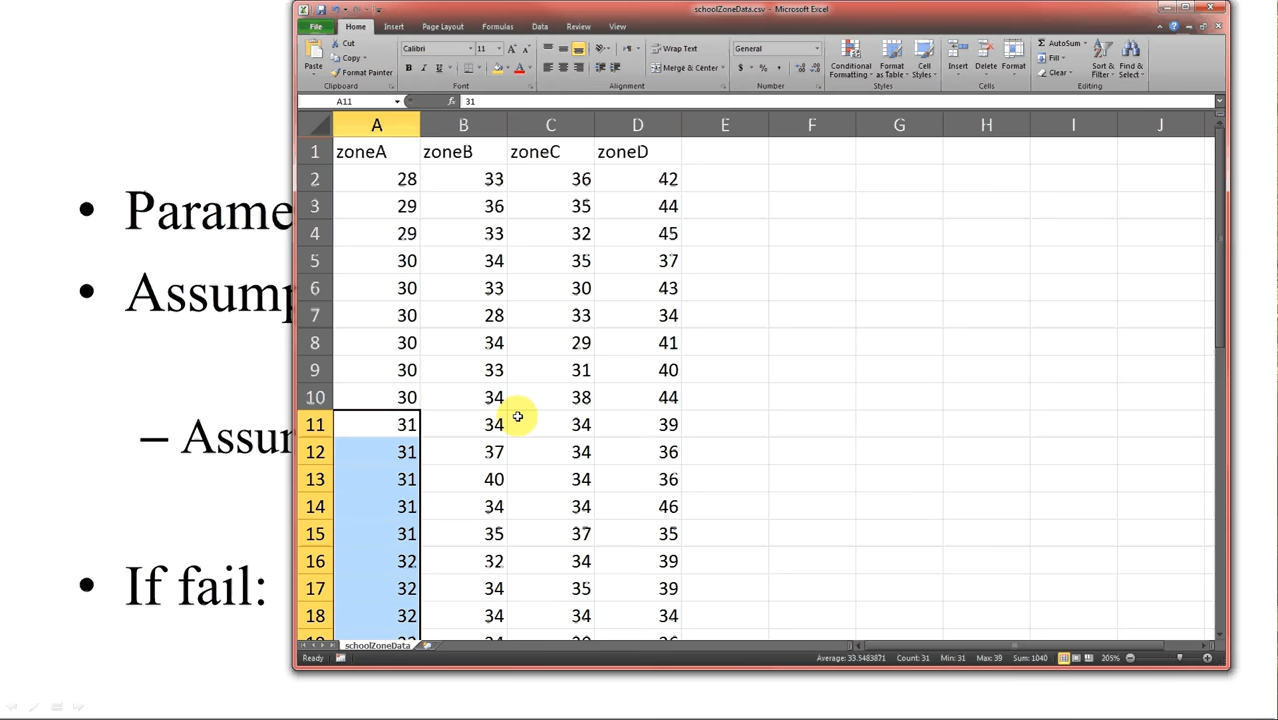 schoolZoneData.csv - Microsoft Excel
File Home Insert Page Layout Formulas Data Review View
Cut
Copy
Format Painter
Paste
Clipboard
Calibri 11
Font
Wrap Text
Merge & Center
Alignment
General
Number
Conditional Formatting
Format as Table
Cell Styles
Styles
Insert Delete Format
Cells
AutoSum
Fill
Clear
Sort & Filter
Find & Select
Editing
A11 fx 31
A B C D E F G H I J
1 zoneA zoneB zoneC zoneD
2 28 33 36 42
3 29 36 35 44
4 29 33 32 45
5 30 34 35 37
6 30 33 30 43
7 30 28 33 34
8 30 34 29 41
9 30 33 31 40
10 30 34 38 44
11 31 34 34 39
12 31 37 34 36
13 31 40 34 36
14 31 34 34 46
15 31 35 37 35
16 32 32 34 39
17 32 34 35 39
18 32 34 34 34
schoolZoneData
Ready Average: 33.5483871 Count: 31 Min: 31 Max: 39 Sum: 1040 205%
• Parame
• Assump
– Assum
• If fail: